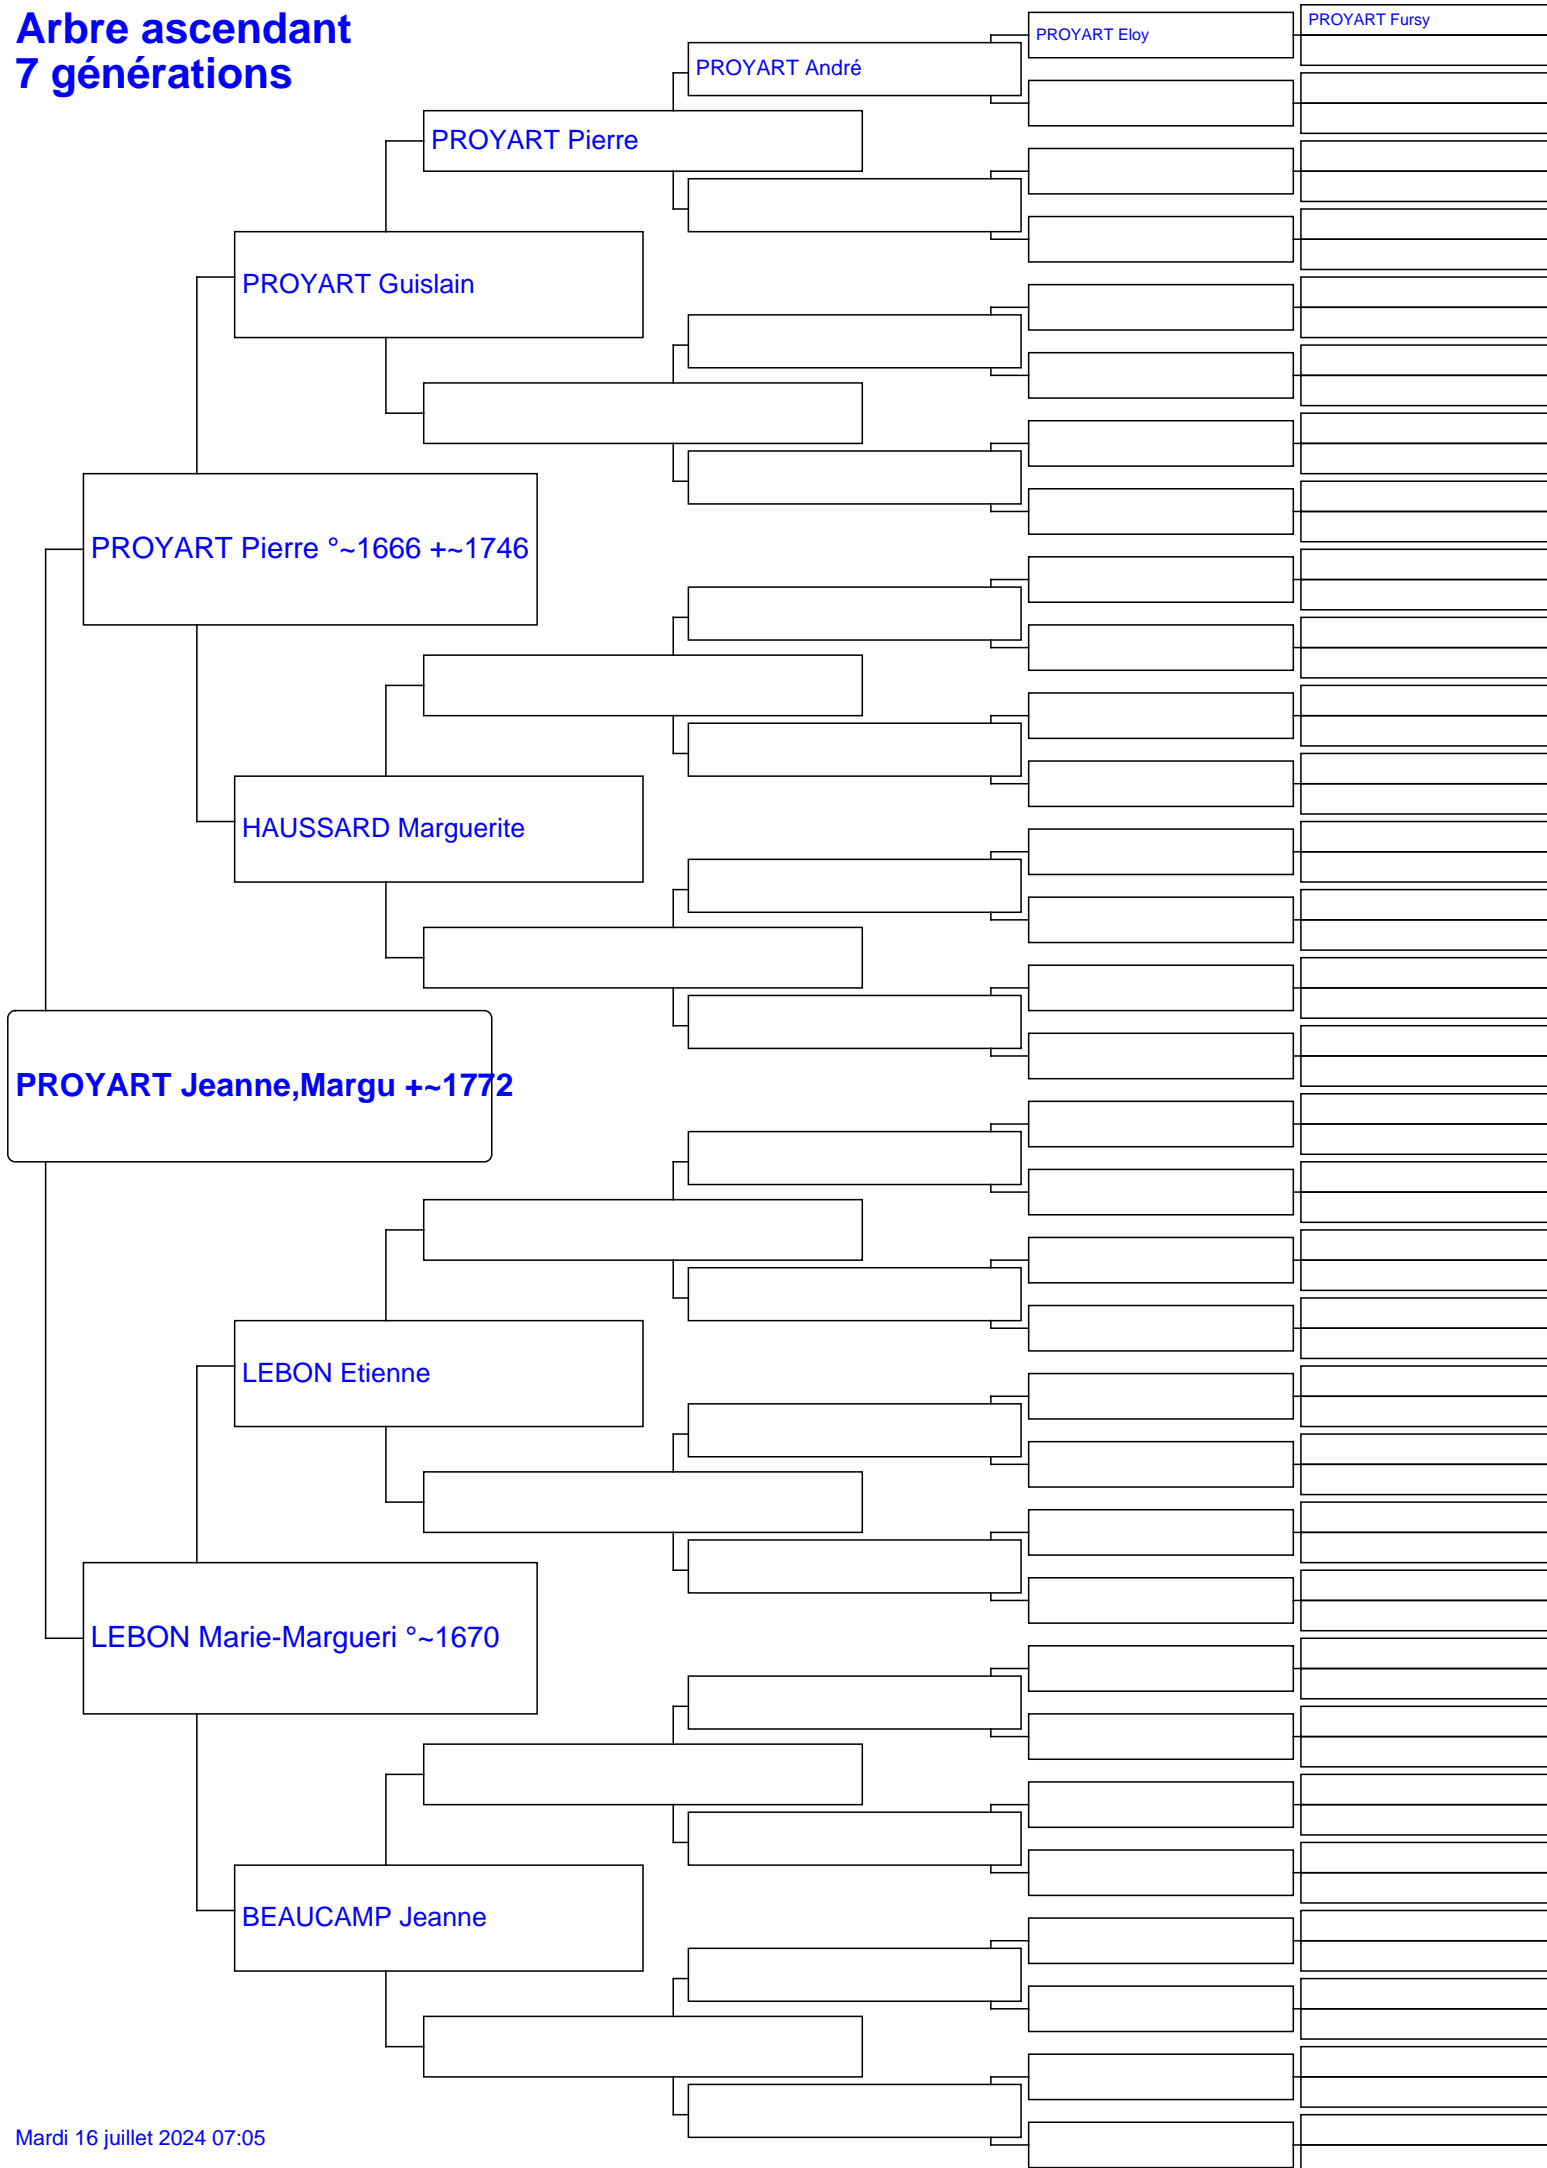 Arbre ascendant
7 générations
PROYART Fursy
PROYART Eloy
PROYART André
PROYART Pierre
PROYART Guislain
PROYART Pierre °~1666 +~1746
HAUSSARD Marguerite
PROYART Jeanne,Margu +~1772
LEBON Etienne
LEBON Marie-Margueri °~1670
BEAUCAMP Jeanne
Mardi 16 juillet 2024 07:05